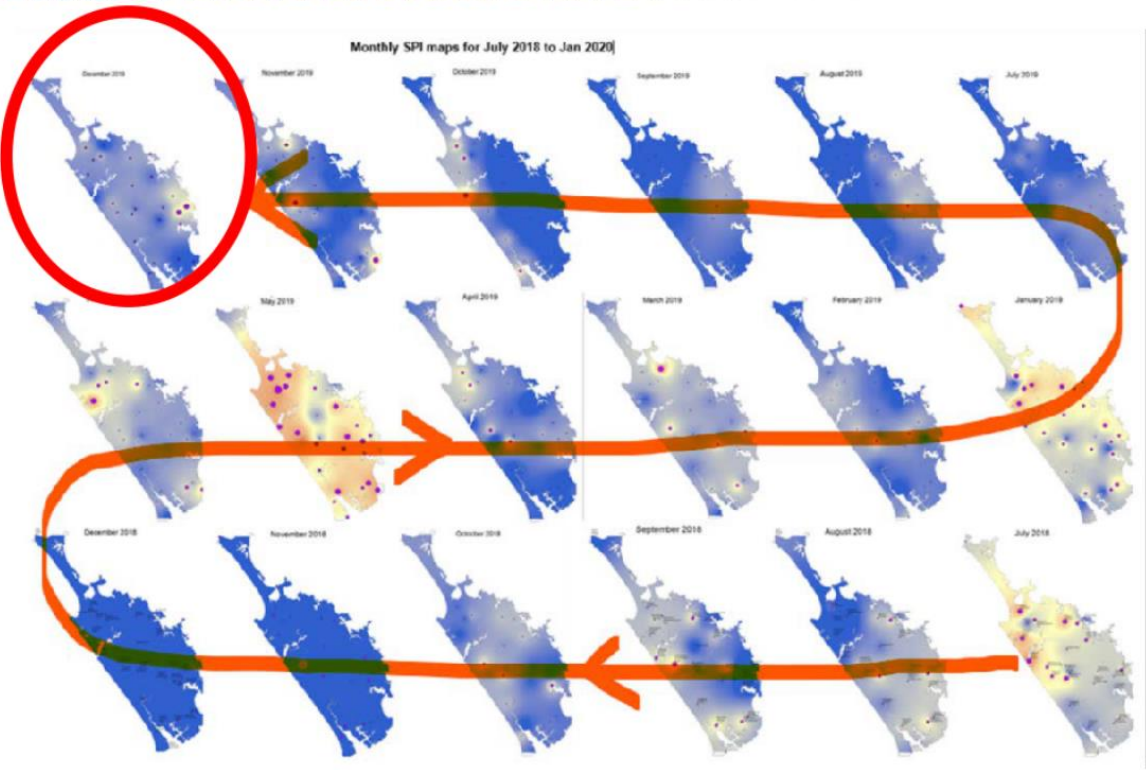 Monthly SPI maps for July 2018 to Jan 2020
December 2019
November 2019
October 2019
September 2019
August 2019
July 2019
May 2019
April 2019
March 2019
February 2019
January 2019
December 2018
November 2018
October 2018
September 2018
August 2018
July 2018